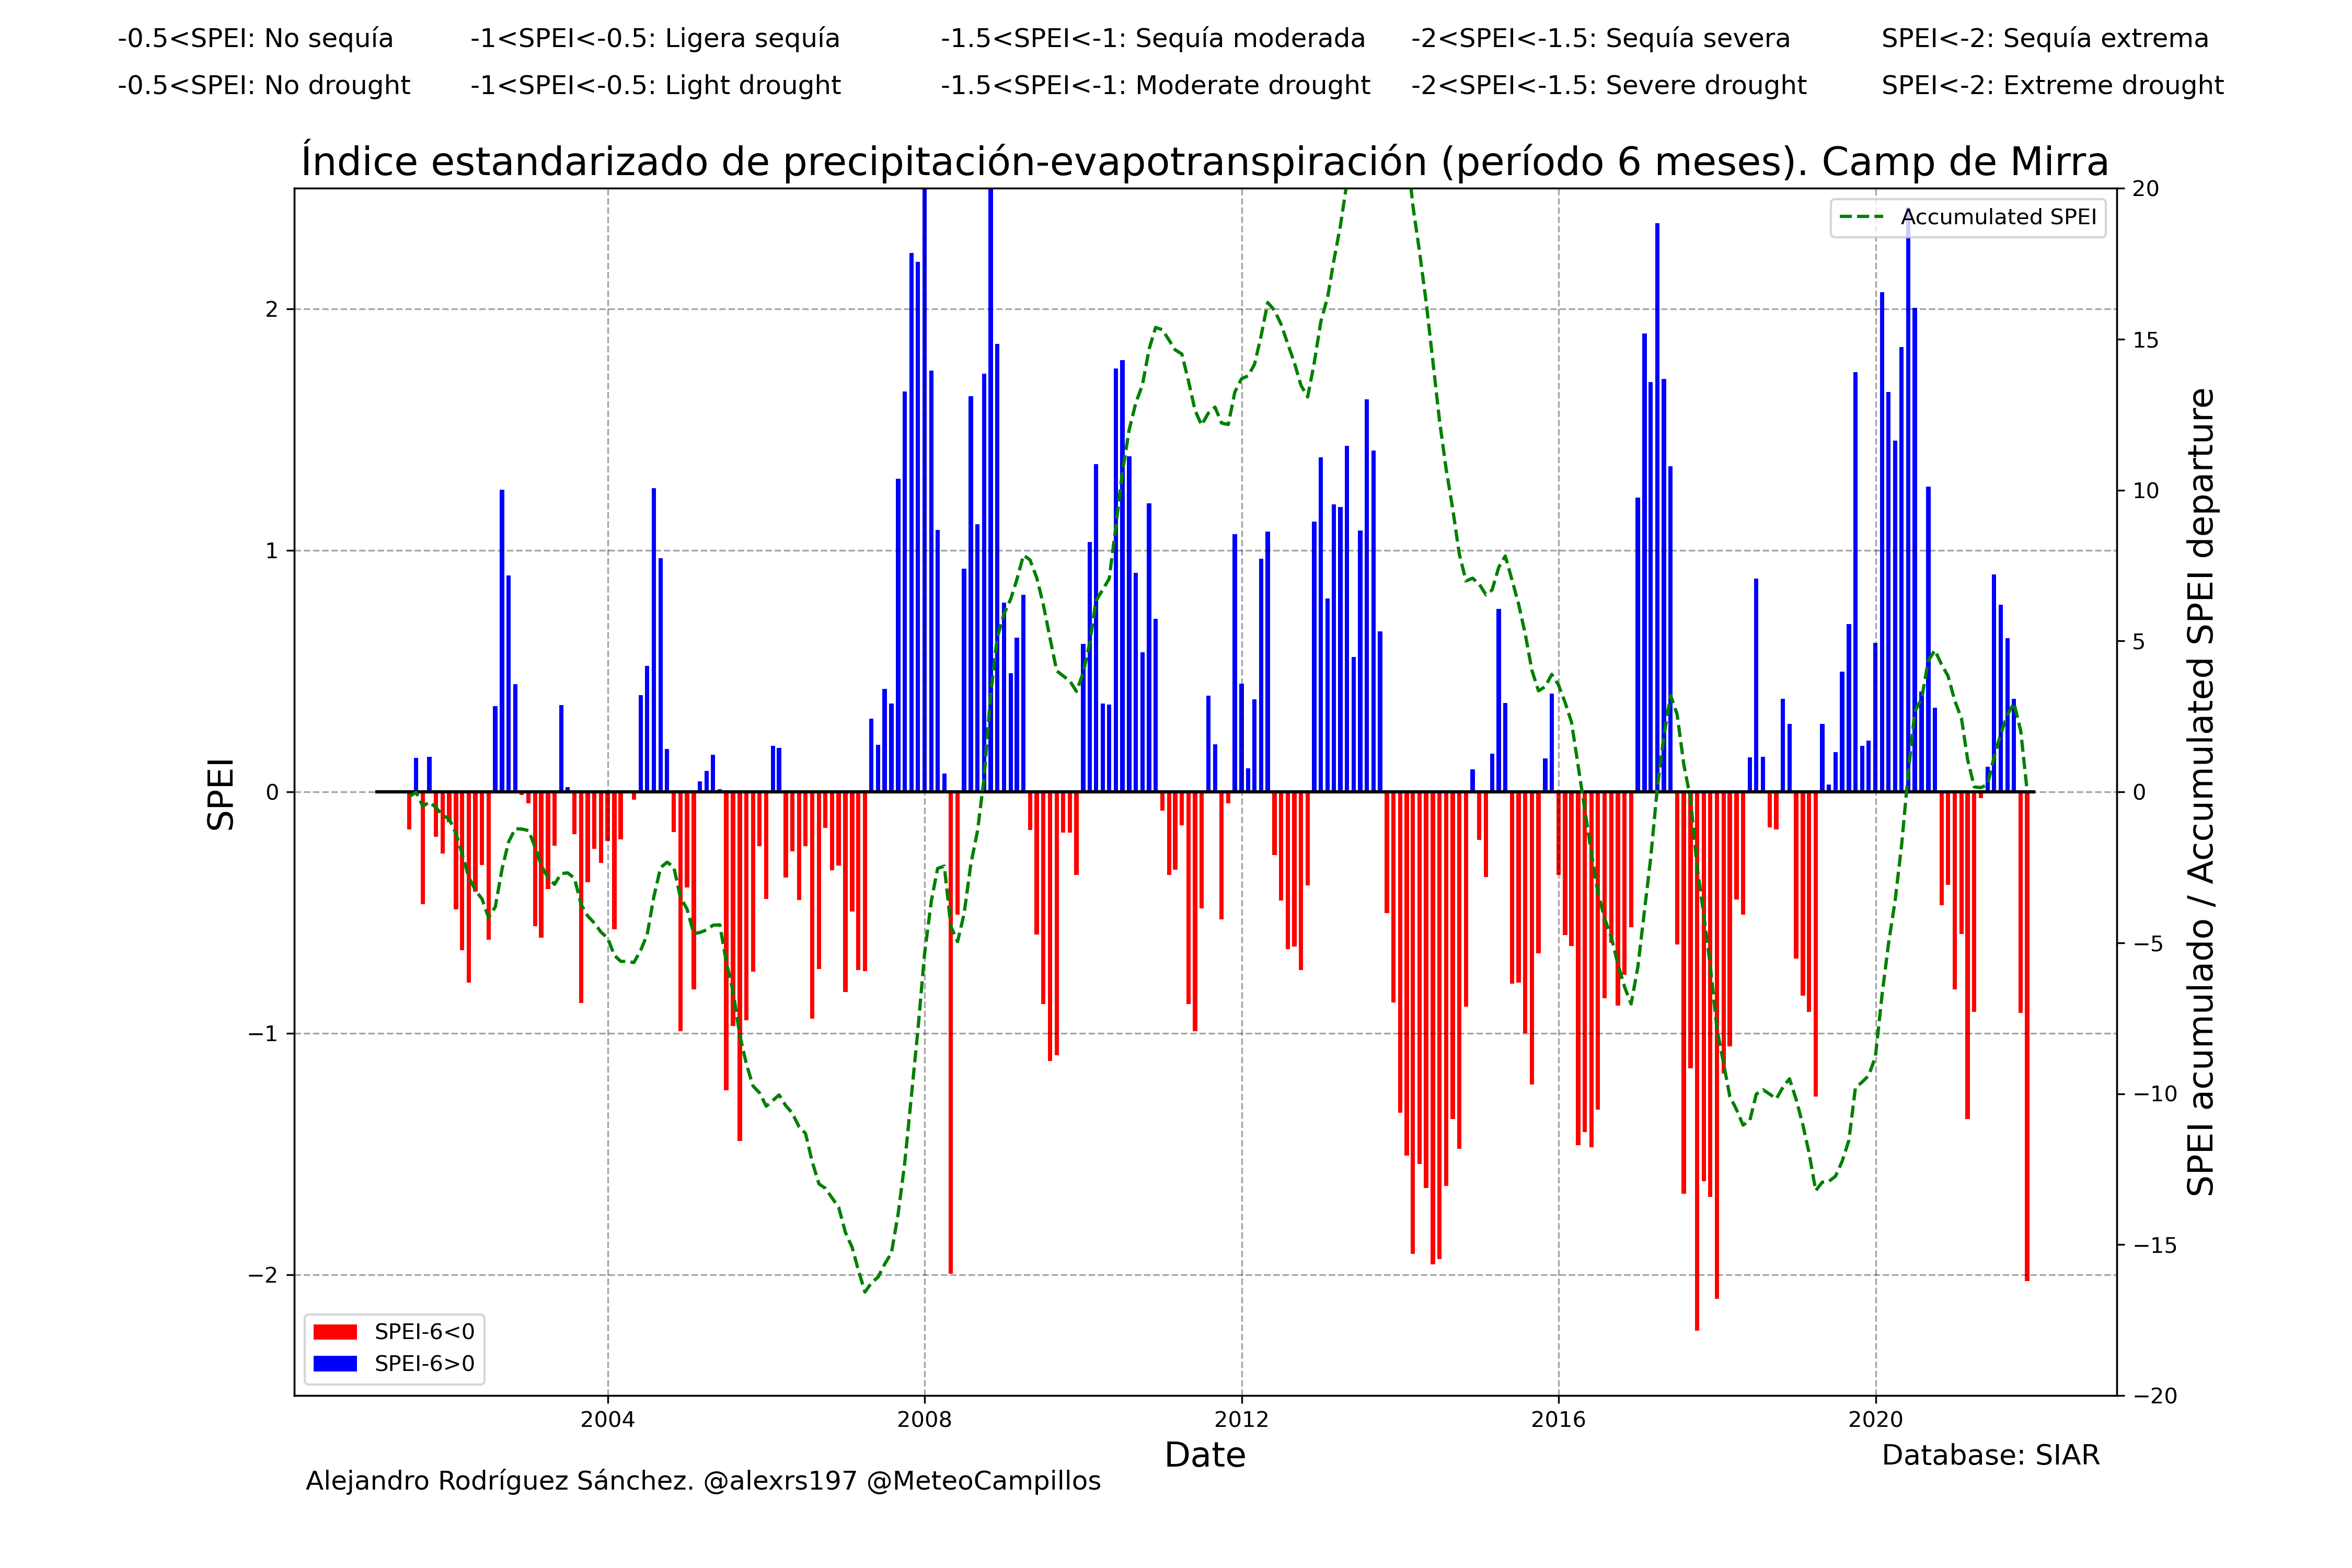 -0.5<SPEI: No sequía -1<SPEI<-0.5: Ligera sequía -1.5<SPEI<-1: Sequía moderada -2<SPEI<-1.5: Sequía severa SPEI<-2: Sequía extrema
-0.5<SPEI: No drought -1<SPEI<-0.5: Light drought -1.5<SPEI<-1: Moderate drought -2<SPEI<-1.5: Severe drought SPEI<-2: Extreme drought
Índice estandarizado de precipitación-evapotranspiración (período 6 meses). Camp de Mirra
Accumulated SPEI
SPEI
2
1
0
−1
−2
20
15
10
5
0
−5
−10
−15
−20
SPEI acumulado / Accumulated SPEI departure
SPEI-6<0
SPEI-6>0
2004 2008 2012 2016 2020
Date
Database: SIAR
Alejandro Rodríguez Sánchez. @alexrs197 @MeteoCampillos